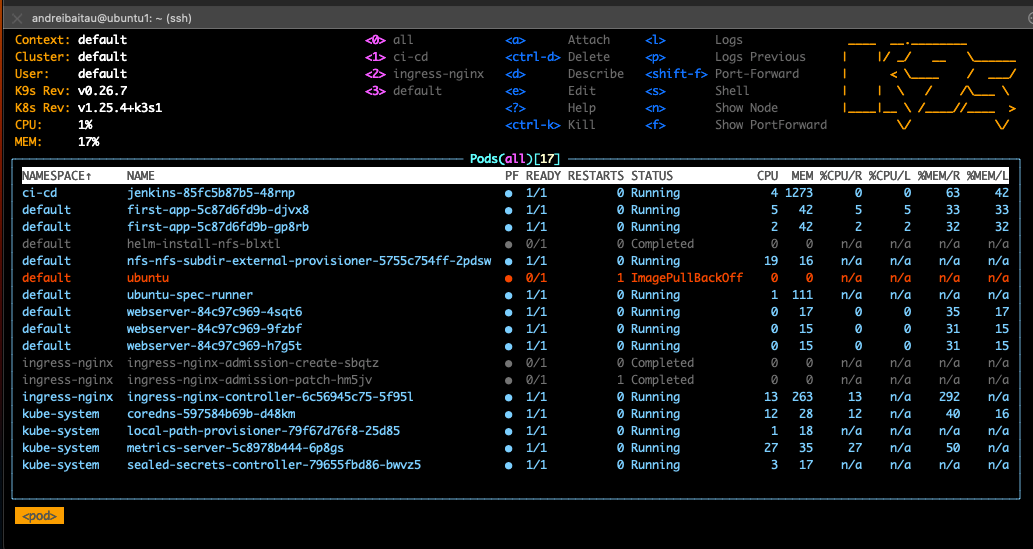 andreibaitau@ubuntu1: ~ (ssh)
Context: default <0> all <a> Attach <l> Logs
Cluster: default <1> ci-cd <ctrl-d> Delete <p> Logs Previous
User: default <2> ingress-nginx <d> Describe <shift-f> Port-Forward
K9s Rev: v0.26.7 <3> default <e> Edit <s> Shell
K8s Rev: v1.25.4+k3s1 <?> Help <n> Show Node
CPU: 1% <ctrl-k> Kill <f> Show PortForward
MEM: 17%
Pods(all)[17]
NAMESPACE↑ NAME PF READY RESTARTS STATUS CPU MEM %CPU/R %CPU/L %MEM/R %MEM/L
ci-cd jenkins-85fc5b87b5-48rnp ● 1/1 0 Running 4 1273 0 0 63 42
default first-app-5c87d6fd9b-djvx8 ● 1/1 0 Running 5 42 5 5 33 33
default first-app-5c87d6fd9b-gp8rb ● 1/1 0 Running 2 42 2 2 32 32
default helm-install-nfs-blxtl ● 0/1 0 Completed 0 0 n/a n/a n/a n/a
default nfs-nfs-subdir-external-provisioner-5755c754ff-2pdsw ● 1/1 0 Running 19 16 n/a n/a n/a n/a
default ubuntu ● 0/1 1 ImagePullBackOff 0 0 n/a n/a n/a n/a
default ubuntu-spec-runner ● 1/1 0 Running 1 111 n/a n/a n/a n/a
default webserver-84c97c969-4sqt6 ● 1/1 0 Running 0 17 0 0 35 17
default webserver-84c97c969-9fzbf ● 1/1 0 Running 0 15 0 0 31 15
default webserver-84c97c969-h7g5t ● 1/1 0 Running 0 15 0 0 31 15
ingress-nginx ingress-nginx-admission-create-sbqtz ● 0/1 0 Completed 0 0 n/a n/a n/a n/a
ingress-nginx ingress-nginx-admission-patch-hm5jv ● 0/1 1 Completed 0 0 n/a n/a n/a n/a
ingress-nginx ingress-nginx-controller-6c56945c75-5f95l ● 1/1 0 Running 13 263 13 n/a 292 n/a
kube-system coredns-597584b69b-d48km ● 1/1 0 Running 12 28 12 n/a 40 16
kube-system local-path-provisioner-79f67d76f8-25d85 ● 1/1 0 Running 1 18 n/a n/a n/a n/a
kube-system metrics-server-5c8978b444-6p8gs ● 1/1 0 Running 27 35 27 n/a 50 n/a
kube-system sealed-secrets-controller-79655fbd86-bwvz5 ● 1/1 0 Running 3 17 n/a n/a n/a n/a
<pod>